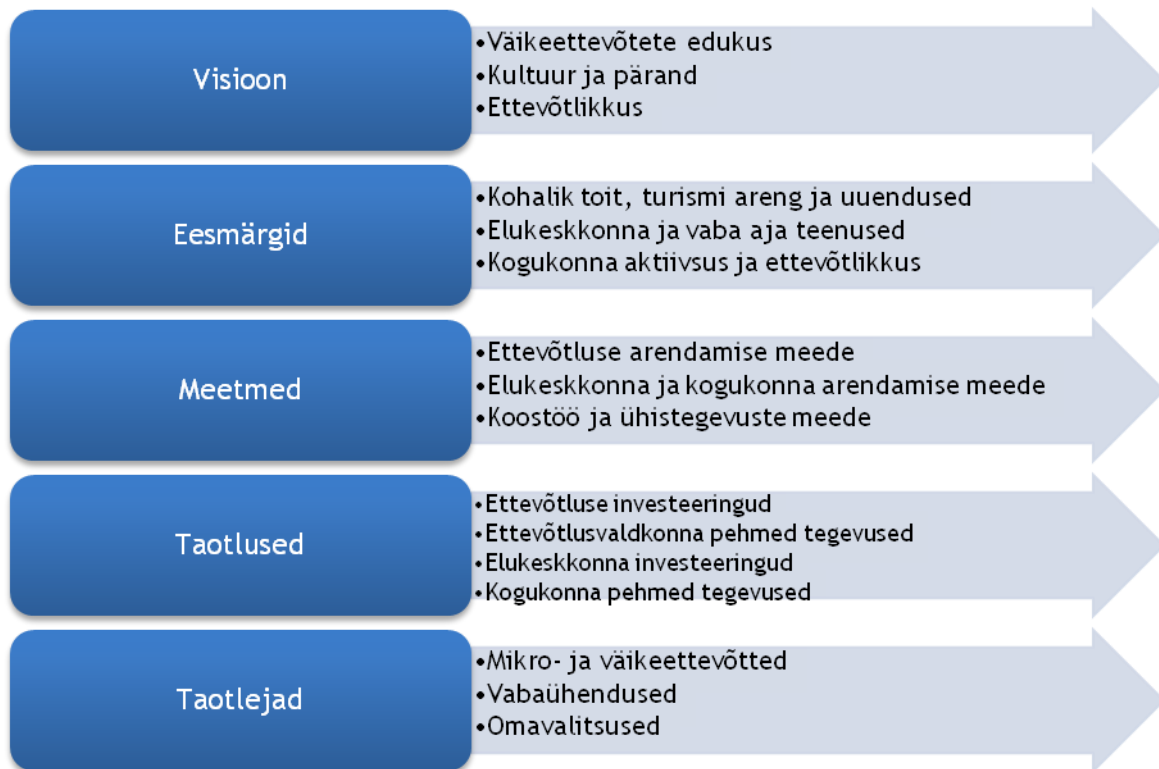 Visioon
•Väikeettevõtete edukus
•Kultuur ja pärand
•Ettevõtlikkus
Eesmärgid
•Kohalik toit, turismi areng ja uuendused
•Elukeskkonna ja vaba aja teenused
•Kogukonna aktiivsus ja ettevõtlikkus
Meetmed
•Ettevõtluse arendamise meede
•Elukeskkonna ja kogukonna arendamise meede
•Koostöö ja ühistegevuste meede
Taotlused
•Ettevõtluse investeeringud
•Ettevõtlusvaldkonna pehmed tegevused
•Elukeskkonna investeeringud
•Kogukonna pehmed tegevused
Taotlejad
•Mikro- ja väikeettevõtted
•Vabaühendused
•Omavalitsused